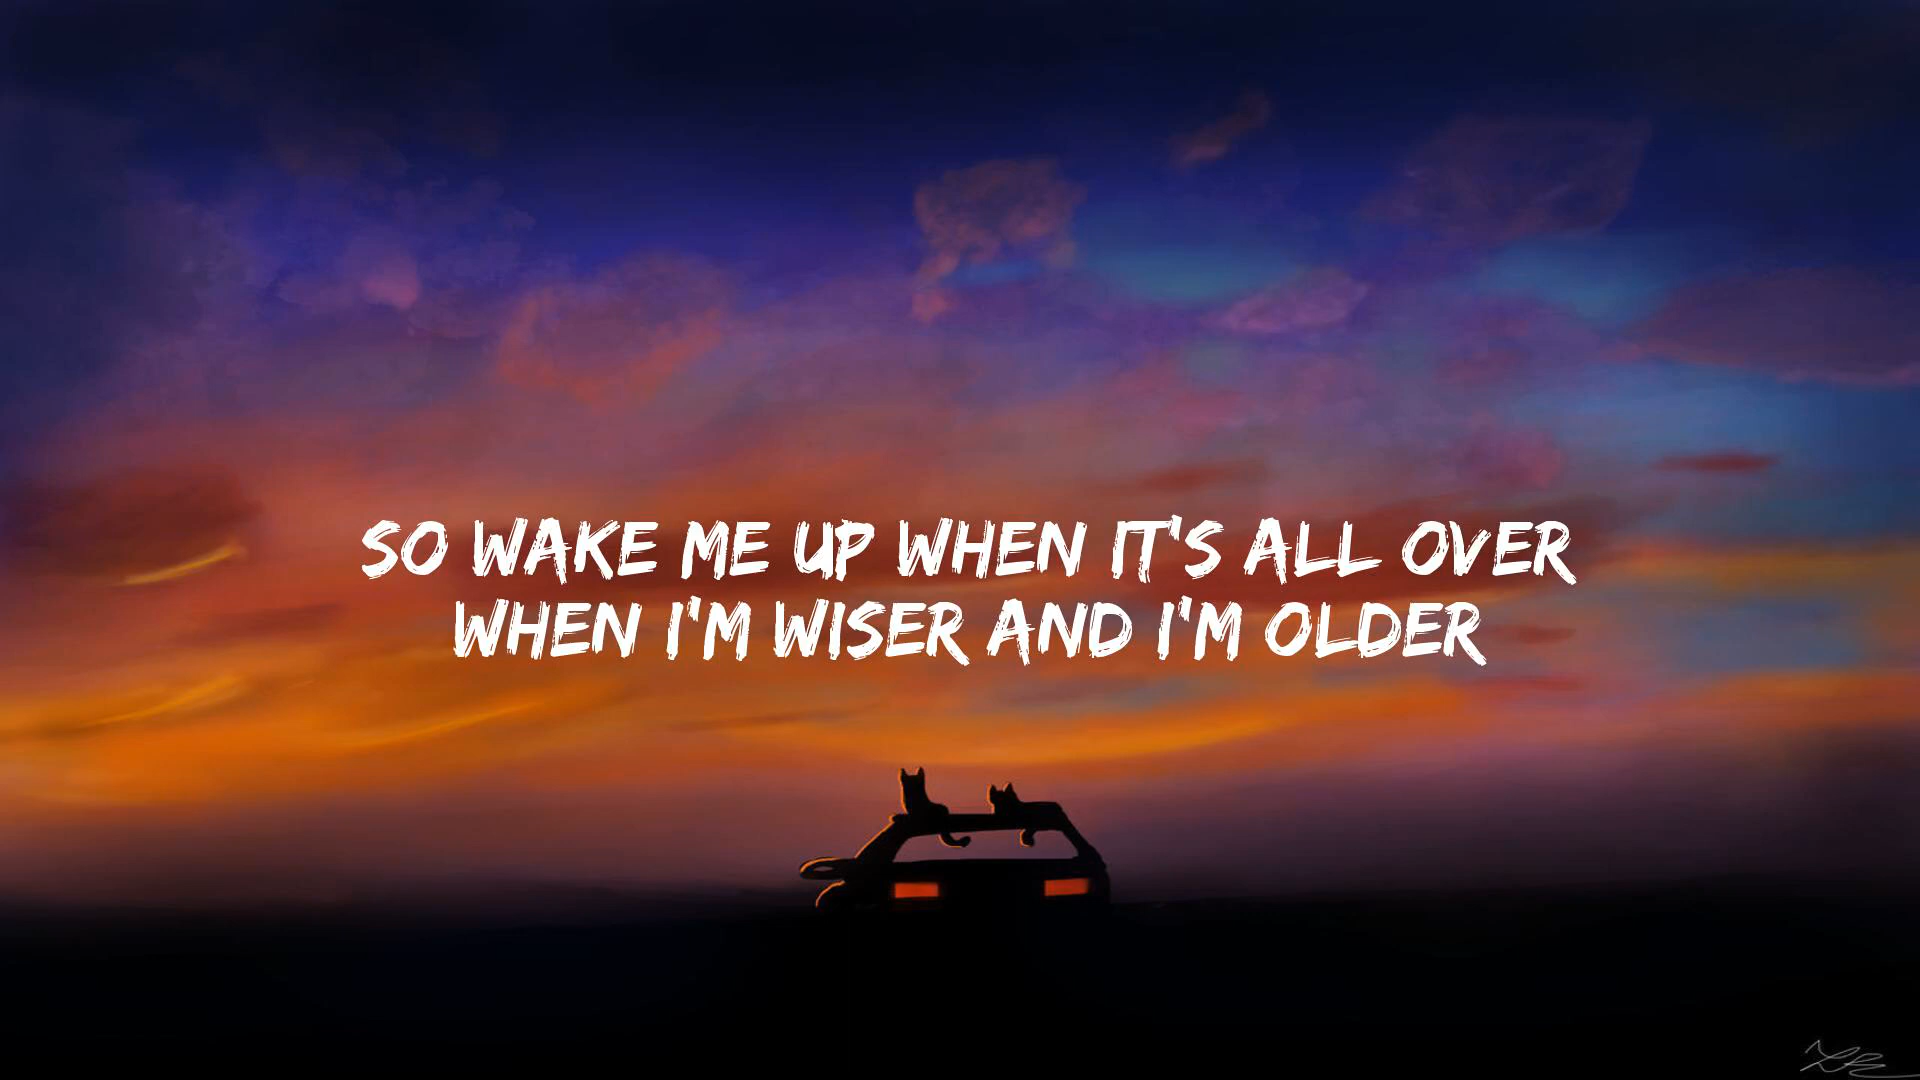 SO WAKE ME UP WHEN IT'S ALL OVER
WHEN I'M WISER AND I'M OLDER